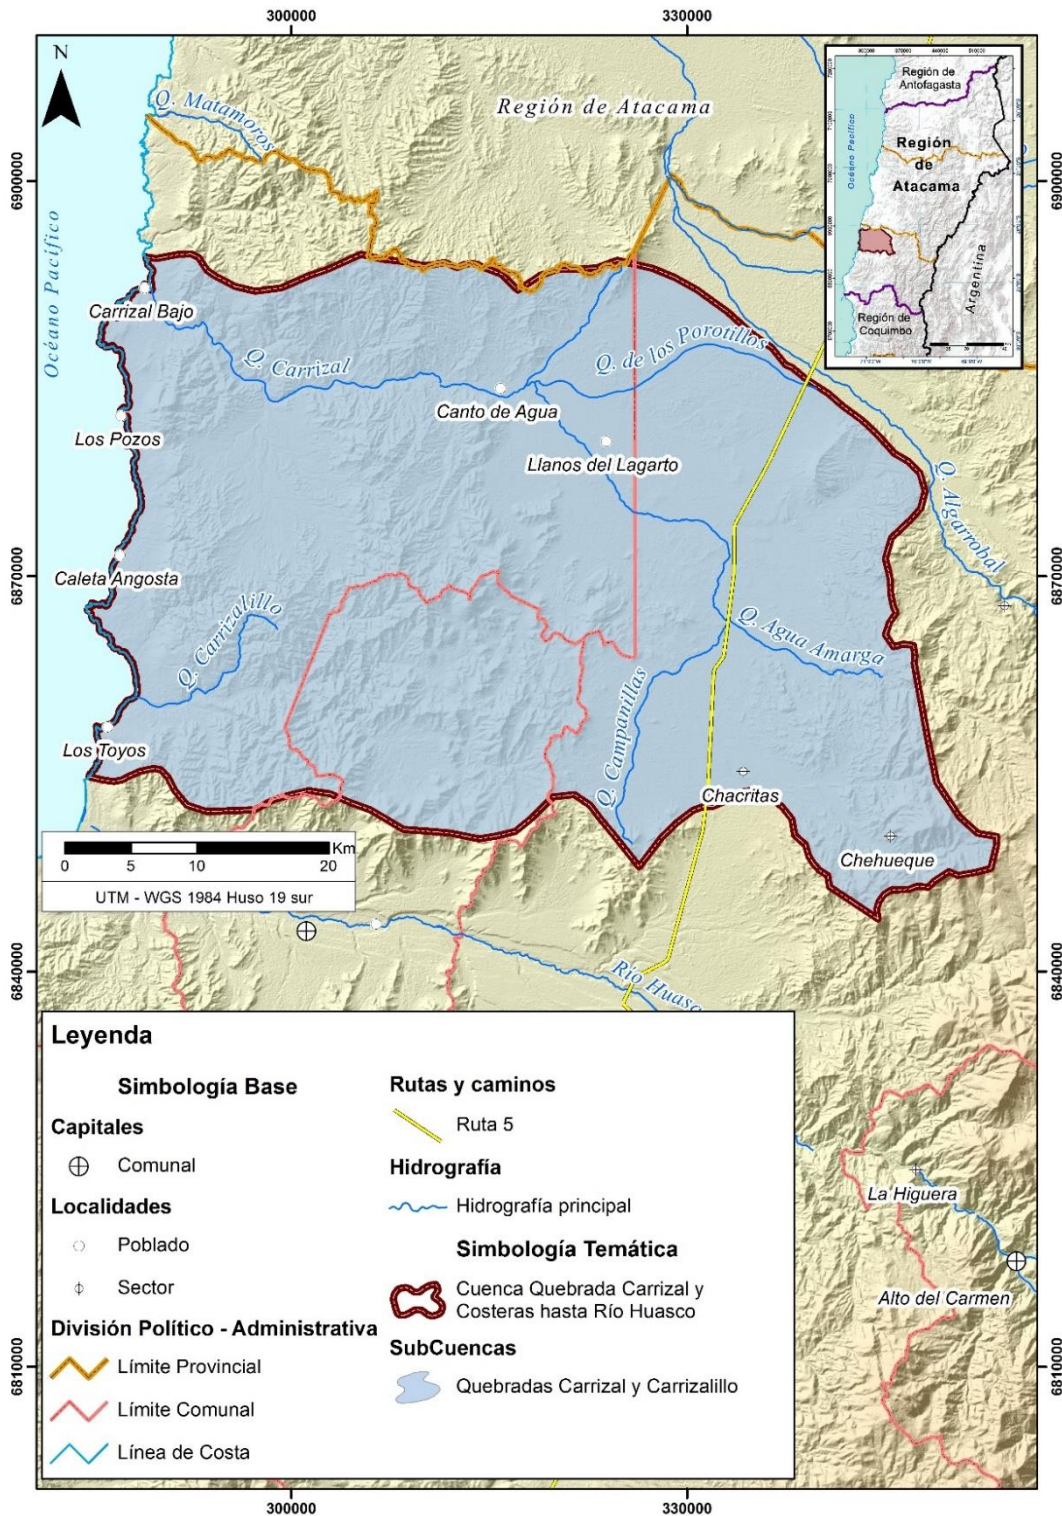 300000
330000
N
Q. Matamoros
Región de Atacama
6900000
6900000
Océano Pacífico
Región de
Antofagasta
Océano Pacífico
Región
de
Atacama
Argentina
Región de
Coquimbo
Carrizal Bajo
Q. Carrizal
Q. de los Porotillos
Canto de Agua
Los Pozos
Llanos del Lagarto
Q. Algarrobal
6870000
6870000
Caleta Angosta
Q. Carrizalillo
Q. Agua Amarga
Q. Campanillas
Los Toyos
Chacritas
Chehueque
0 5 10 20 Km
UTM - WGS 1984 Huso 19 sur
6840000
6840000
Río Huasc
Leyenda
Simbología Base
Capitales
Comunal
Localidades
Poblado
Sector
División Político - Administrativa
Límite Provincial
Límite Comunal
Línea de Costa
Rutas y caminos
Ruta 5
Hidrografía
Hidrografía principal
Simbología Temática
Cuenca Quebrada Carrizal y
Costeras hasta Río Huasco
SubCuencas
Quebradas Carrizal y Carrizalillo
La Higuera
Alto del Carmen
6810000
6810000
300000
330000